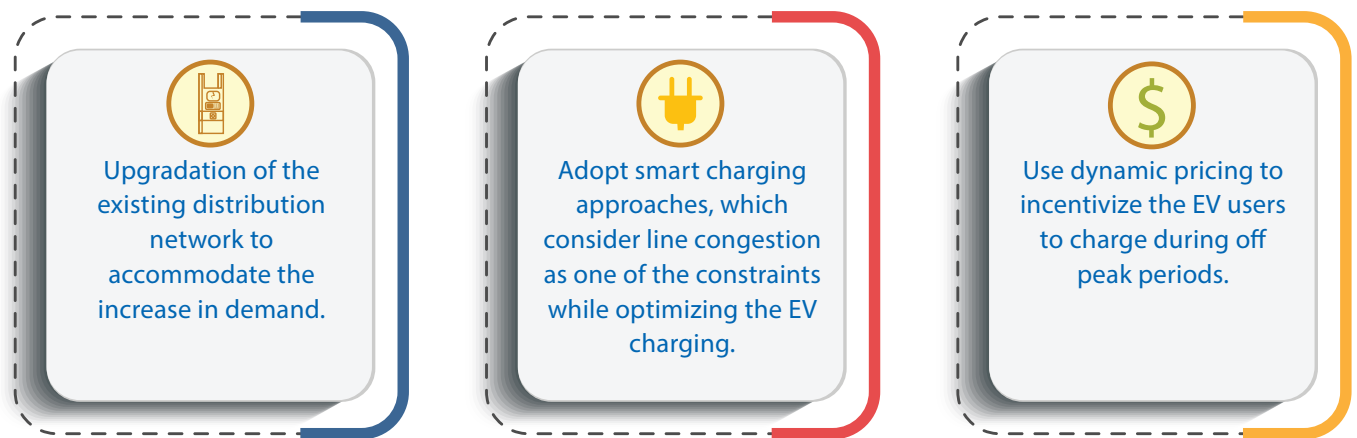 Upgradation of the
existing distribution
network to
accommodate the
increase in demand.
Adopt smart charging
approaches, which
consider line congestion
as one of the constraints
while optimizing the EV
charging.
$
Use dynamic pricing to
incentivize the EV users
to charge during off
peak periods.